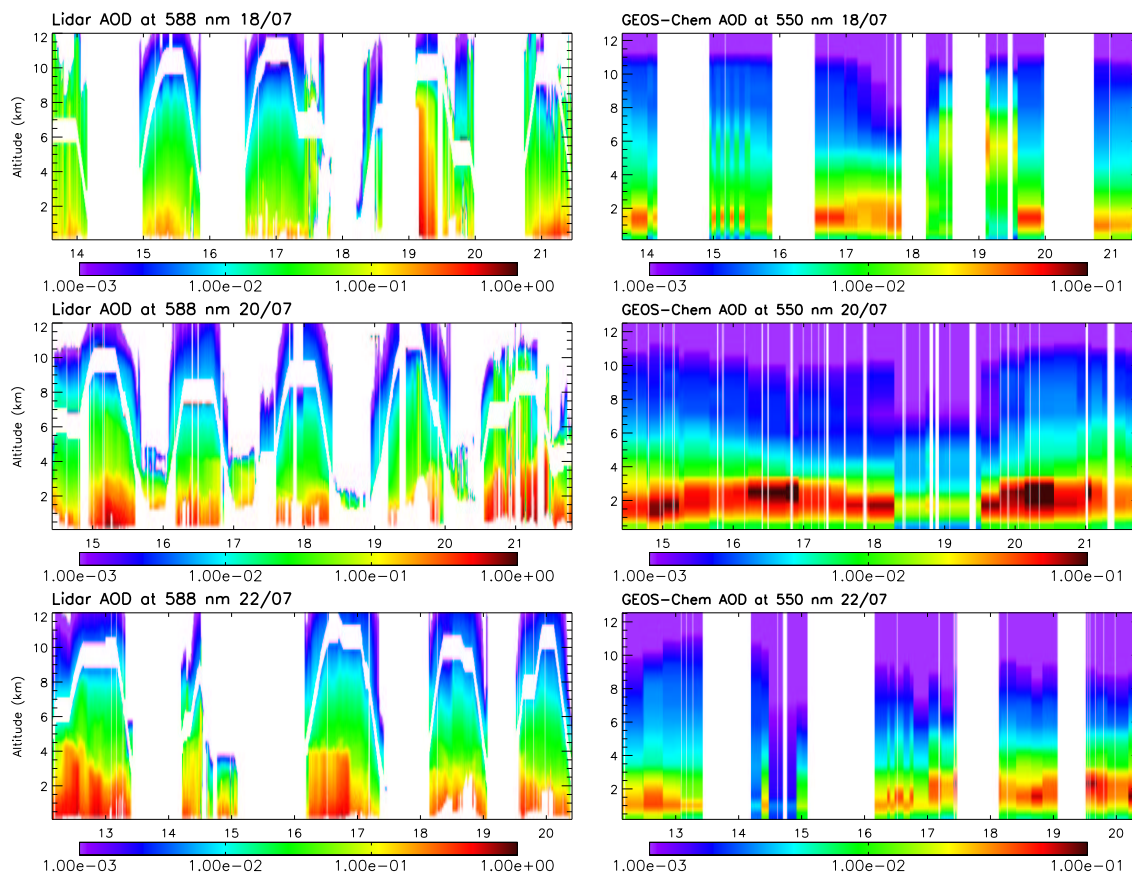 Lidar AOD at 588 nm 18/07
GEOS-Chem AOD at 550 nm 18/07
Altitude (km)
12
10
8
6
4
2
14 15 16 17 18 19 20 21
1.00e-03 1.00e-02 1.00e-01 1.00e+00
12
10
8
6
4
2
14 15 16 17 18 19 20 21
1.00e-03 1.00e-02 1.00e-01
Lidar AOD at 588 nm 20/07
GEOS-Chem AOD at 550 nm 20/07
Altitude (km)
12
10
8
6
4
2
15 16 17 18 19 20 21
1.00e-03 1.00e-02 1.00e-01 1.00e+00
12
10
8
6
4
2
15 16 17 18 19 20 21
1.00e-03 1.00e-02 1.00e-01
Lidar AOD at 588 nm 22/07
GEOS-Chem AOD at 550 nm 22/07
Altitude (km)
12
10
8
6
4
2
13 14 15 16 17 18 19 20
1.00e-03 1.00e-02 1.00e-01 1.00e+00
12
10
8
6
4
2
13 14 15 16 17 18 19 20
1.00e-03 1.00e-02 1.00e-01